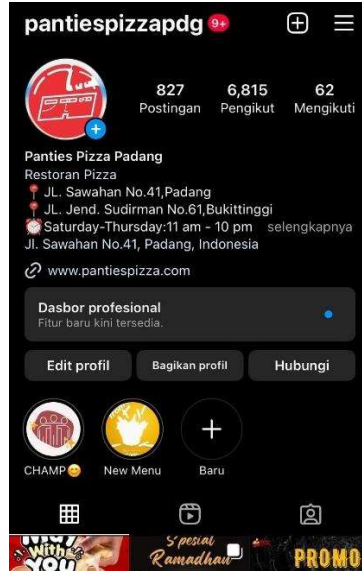 pantiespizzapdg 9+
827 6,815 62
Postingan Pengikut Mengikuti
Panties Pizza Padang
Restoran Pizza
JL. Sawahan No.41,Padang
JL. Jend. Sudirman No.61,Bukittinggi
Saturday-Thursday:11 am - 10 pm selengkapnya
Jl. Sawahan No.41, Padang, Indonesia
www.pantiespizza.com
Dasbor profesional
Fitur baru kini tersedia.
Edit profil Bagikan profil Hubungi
CHAMP New Menu Baru
With
You
Spesial
Ramadhan
PROMO